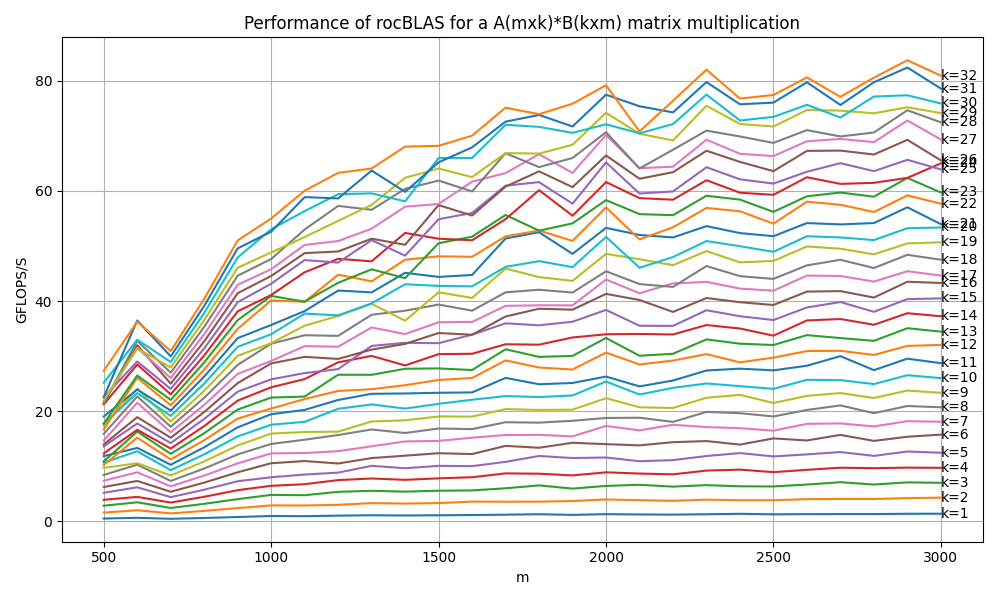 Performance of rocBLAS for a A(mxk)*B(kxm) matrix multiplication
GFLOPS/S
80
60
40
20
0
500
1000
1500
2000
2500
3000
m
k=32
k=31
k=30
k=29
k=28
k=27
k=26
k=25
k=23
k=22
k=21
k=20
k=19
k=18
k=17
k=16
k=15
k=14
k=13
k=12
k=11
k=10
k=9
k=8
k=7
k=6
k=5
k=4
k=3
k=2
k=1